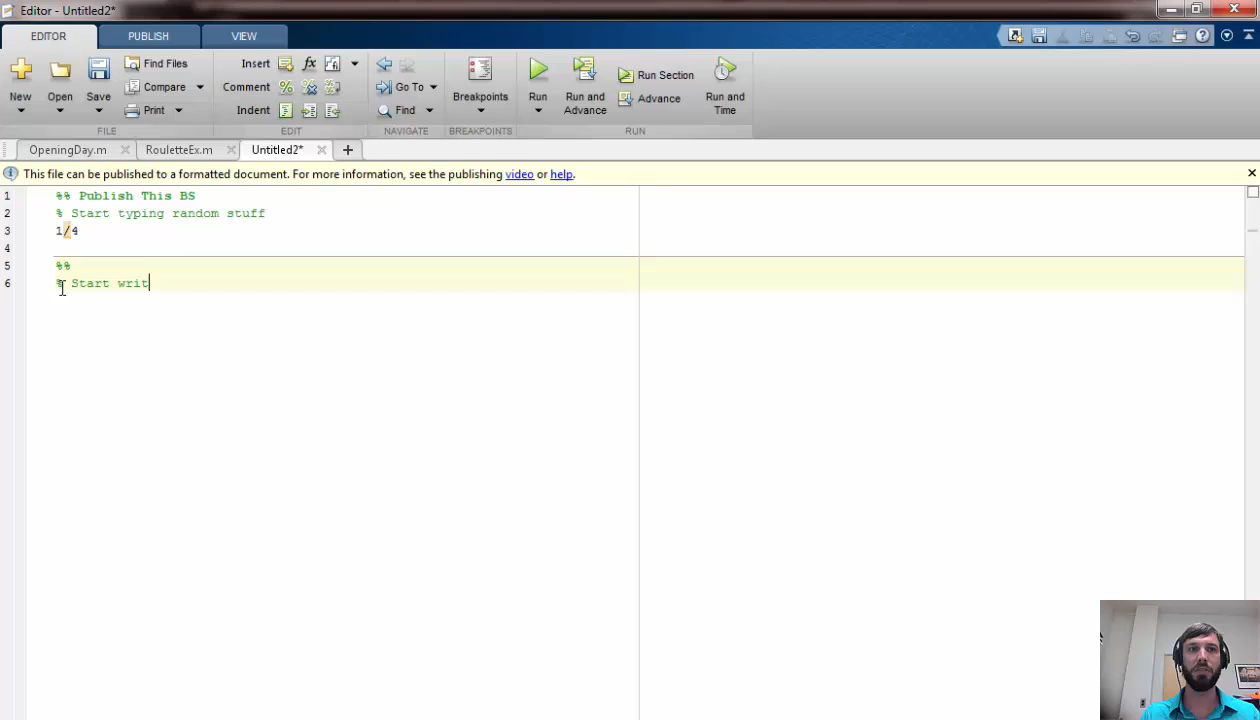 Editor - Untitled2*
EDITOR PUBLISH VIEW
Find Files Insert fx Run Section
Compare Comment % Go To
New Open Save Print Indent Find Breakpoints Run Run and Advance Advance Run and Time
FILE EDIT NAVIGATE BREAKPOINTS RUN
OpeningDay.m RouletteEx.m Untitled2*
This file can be published to a formatted document. For more information, see the publishing video or help.
1 %% Publish This BS
2 % Start typing random stuff
3 1/4
4
5 %%
6 % Start writ